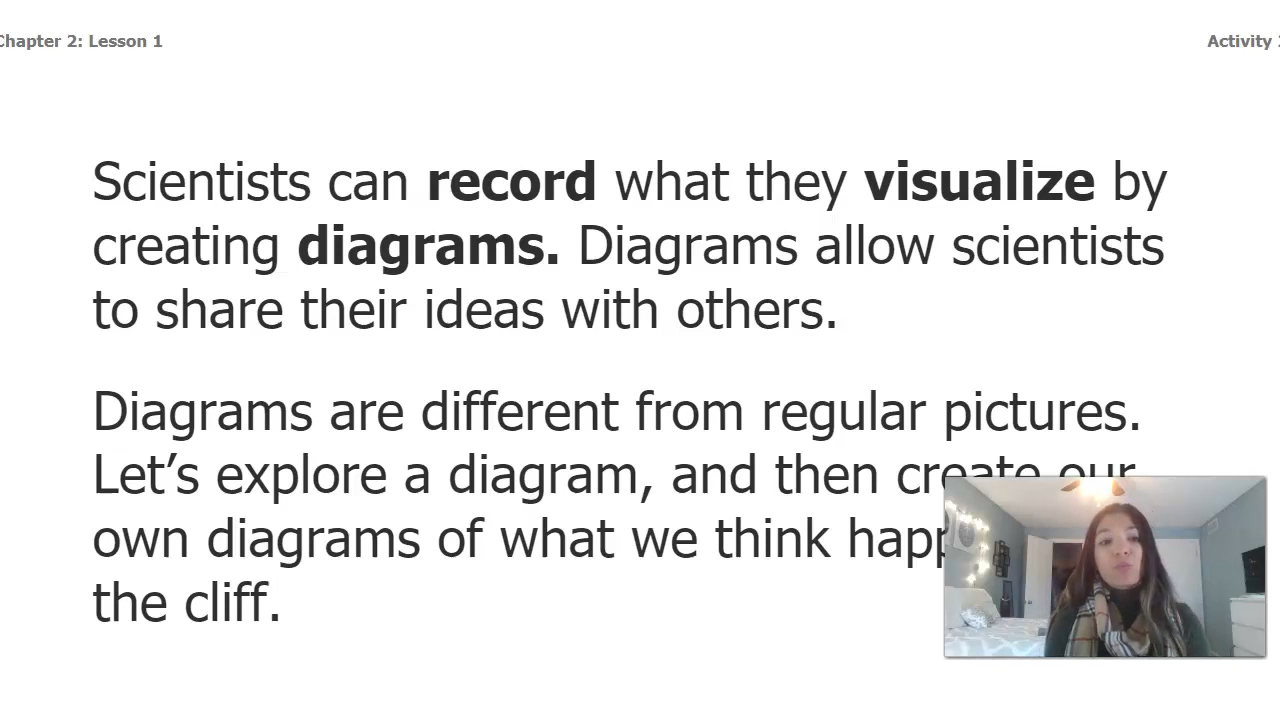 Chapter 2: Lesson 1
Activity
Scientists can record what they visualize by
creating diagrams. Diagrams allow scientists
to share their ideas with others.
Diagrams are different from regular pictures.
Let’s explore a diagram, and then create our
own diagrams of what we think
the cliff.